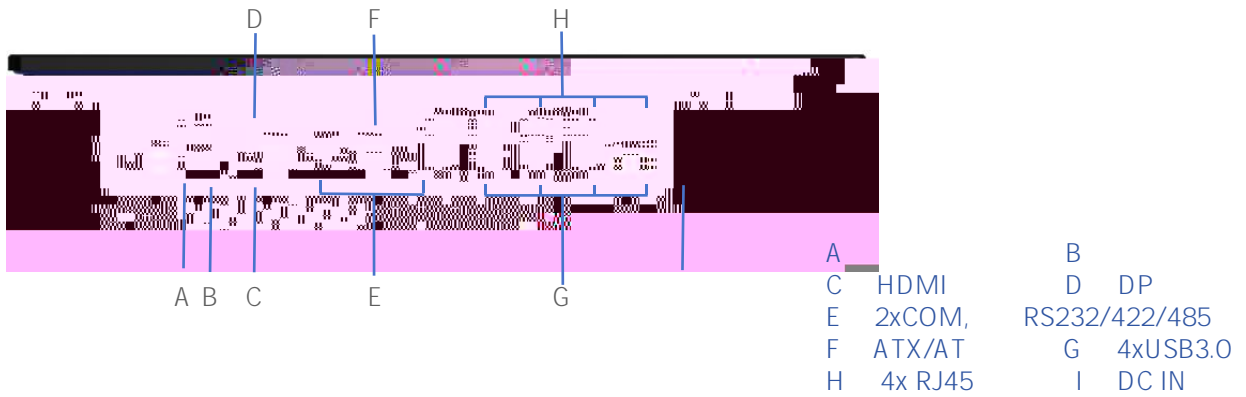 D F H
A B C E G
A B
C HDMI D DP
E 2xCOM, RS232/422/485
F ATX/AT G 4xUSB3.0
H 4x RJ45 I DC IN